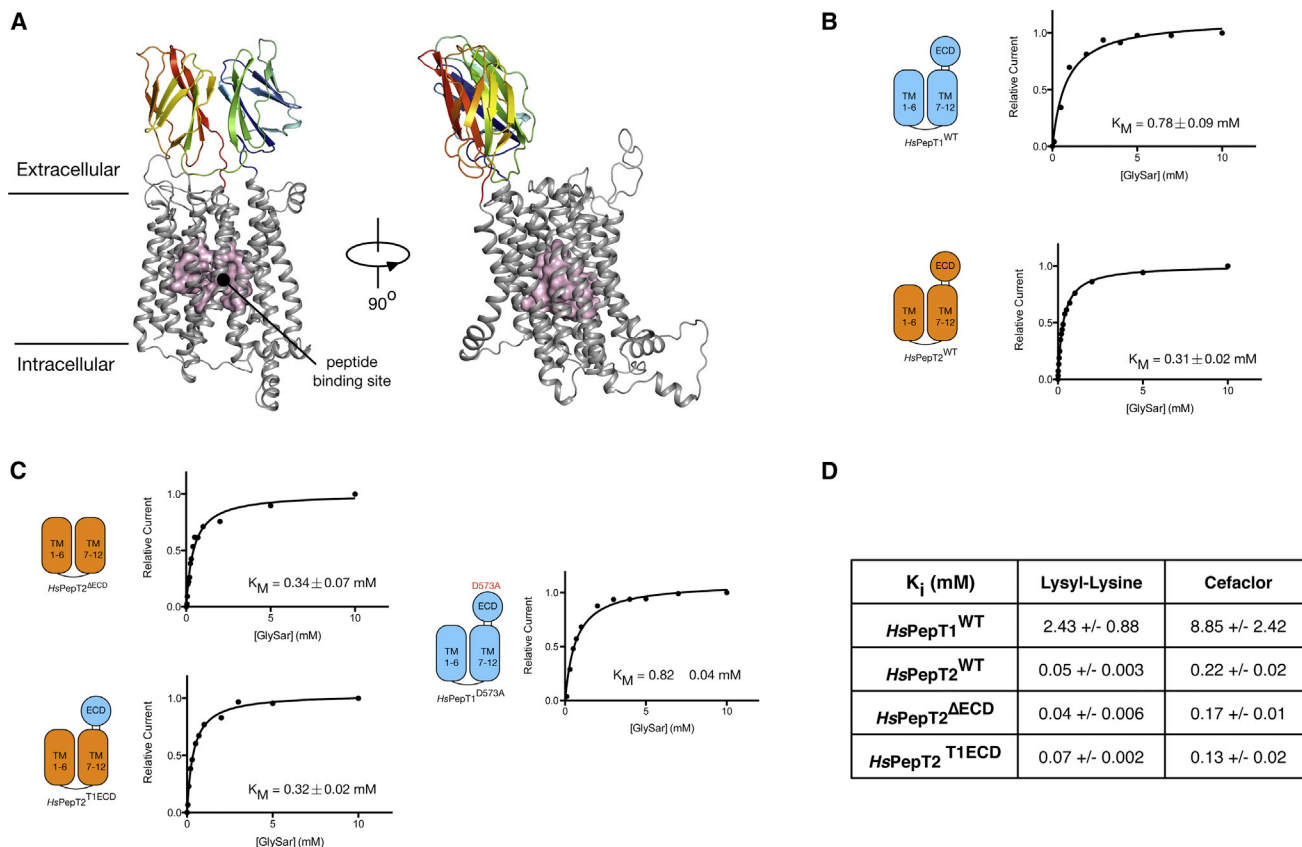 A
Extracellular
Intracellular
90°
peptide
binding site
B
ECD
TM
1-6
TM
7-12
HsPepT1WT
Relative Current
1.0
0.5
0.0
0
5
10
[GlySar] (mM)
KM = 0.78 ± 0.09 mM
ECD
TM
1-6
TM
7-12
HsPepT2WT
Relative Current
1.0
0.5
0.0
0
5
10
[GlySar] (mM)
KM = 0.31 ± 0.02 mM
C
TM
1-6
TM
7-12
HsPepT2ΔECD
Relative Current
1.0
0.5
0.0
0
5
10
[GlySar] (mM)
KM = 0.34 ± 0.07 mM
ECD
TM
1-6
TM
7-12
HsPepT2T1ECD
Relative Current
1.0
0.5
0.0
0
5
10
[GlySar] (mM)
KM = 0.32 ± 0.02 mM
D573A
ECD
TM
1-6
TM
7-12
HsPepT1D573A
Relative Current
1.0
0.5
0.0
0
5
10
[GlySar] (mM)
KM = 0.82 0.04 mM
D
Ki (mM) Lysyl-Lysine Cefaclor
HsPepT1WT 2.43 +/- 0.88 8.85 +/- 2.42
HsPepT2WT 0.05 +/- 0.003 0.22 +/- 0.02
HsPepT2ΔECD 0.04 +/- 0.006 0.17 +/- 0.01
HsPepT2 T1ECD 0.07 +/- 0.002 0.13 +/- 0.02